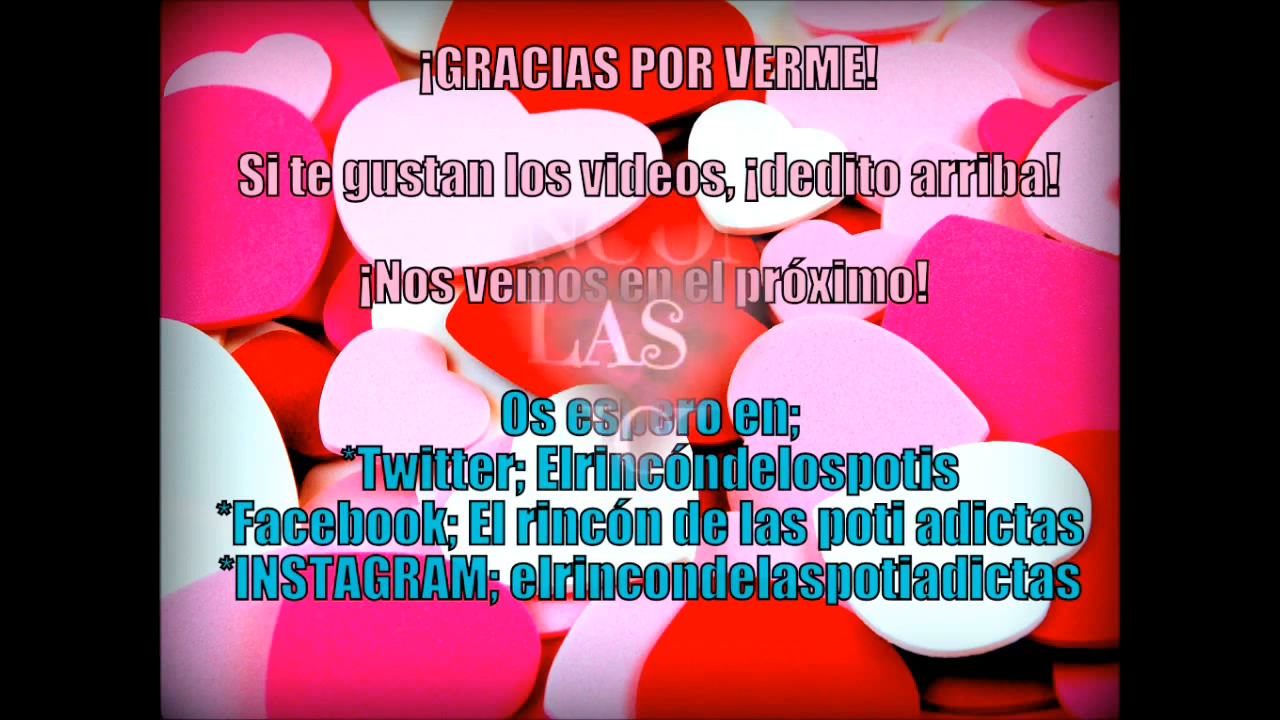 ¡GRACIAS POR VERME!
Si te gustan los videos, ¡dedito arriba!
¡Nos vemos en el próximo!
LAS
Os espero en;
*Twitter; Elrincóndelospotis
*Facebook; El rincón de las poti adictas
*INSTAGRAM; elrincondelaspotiadictas